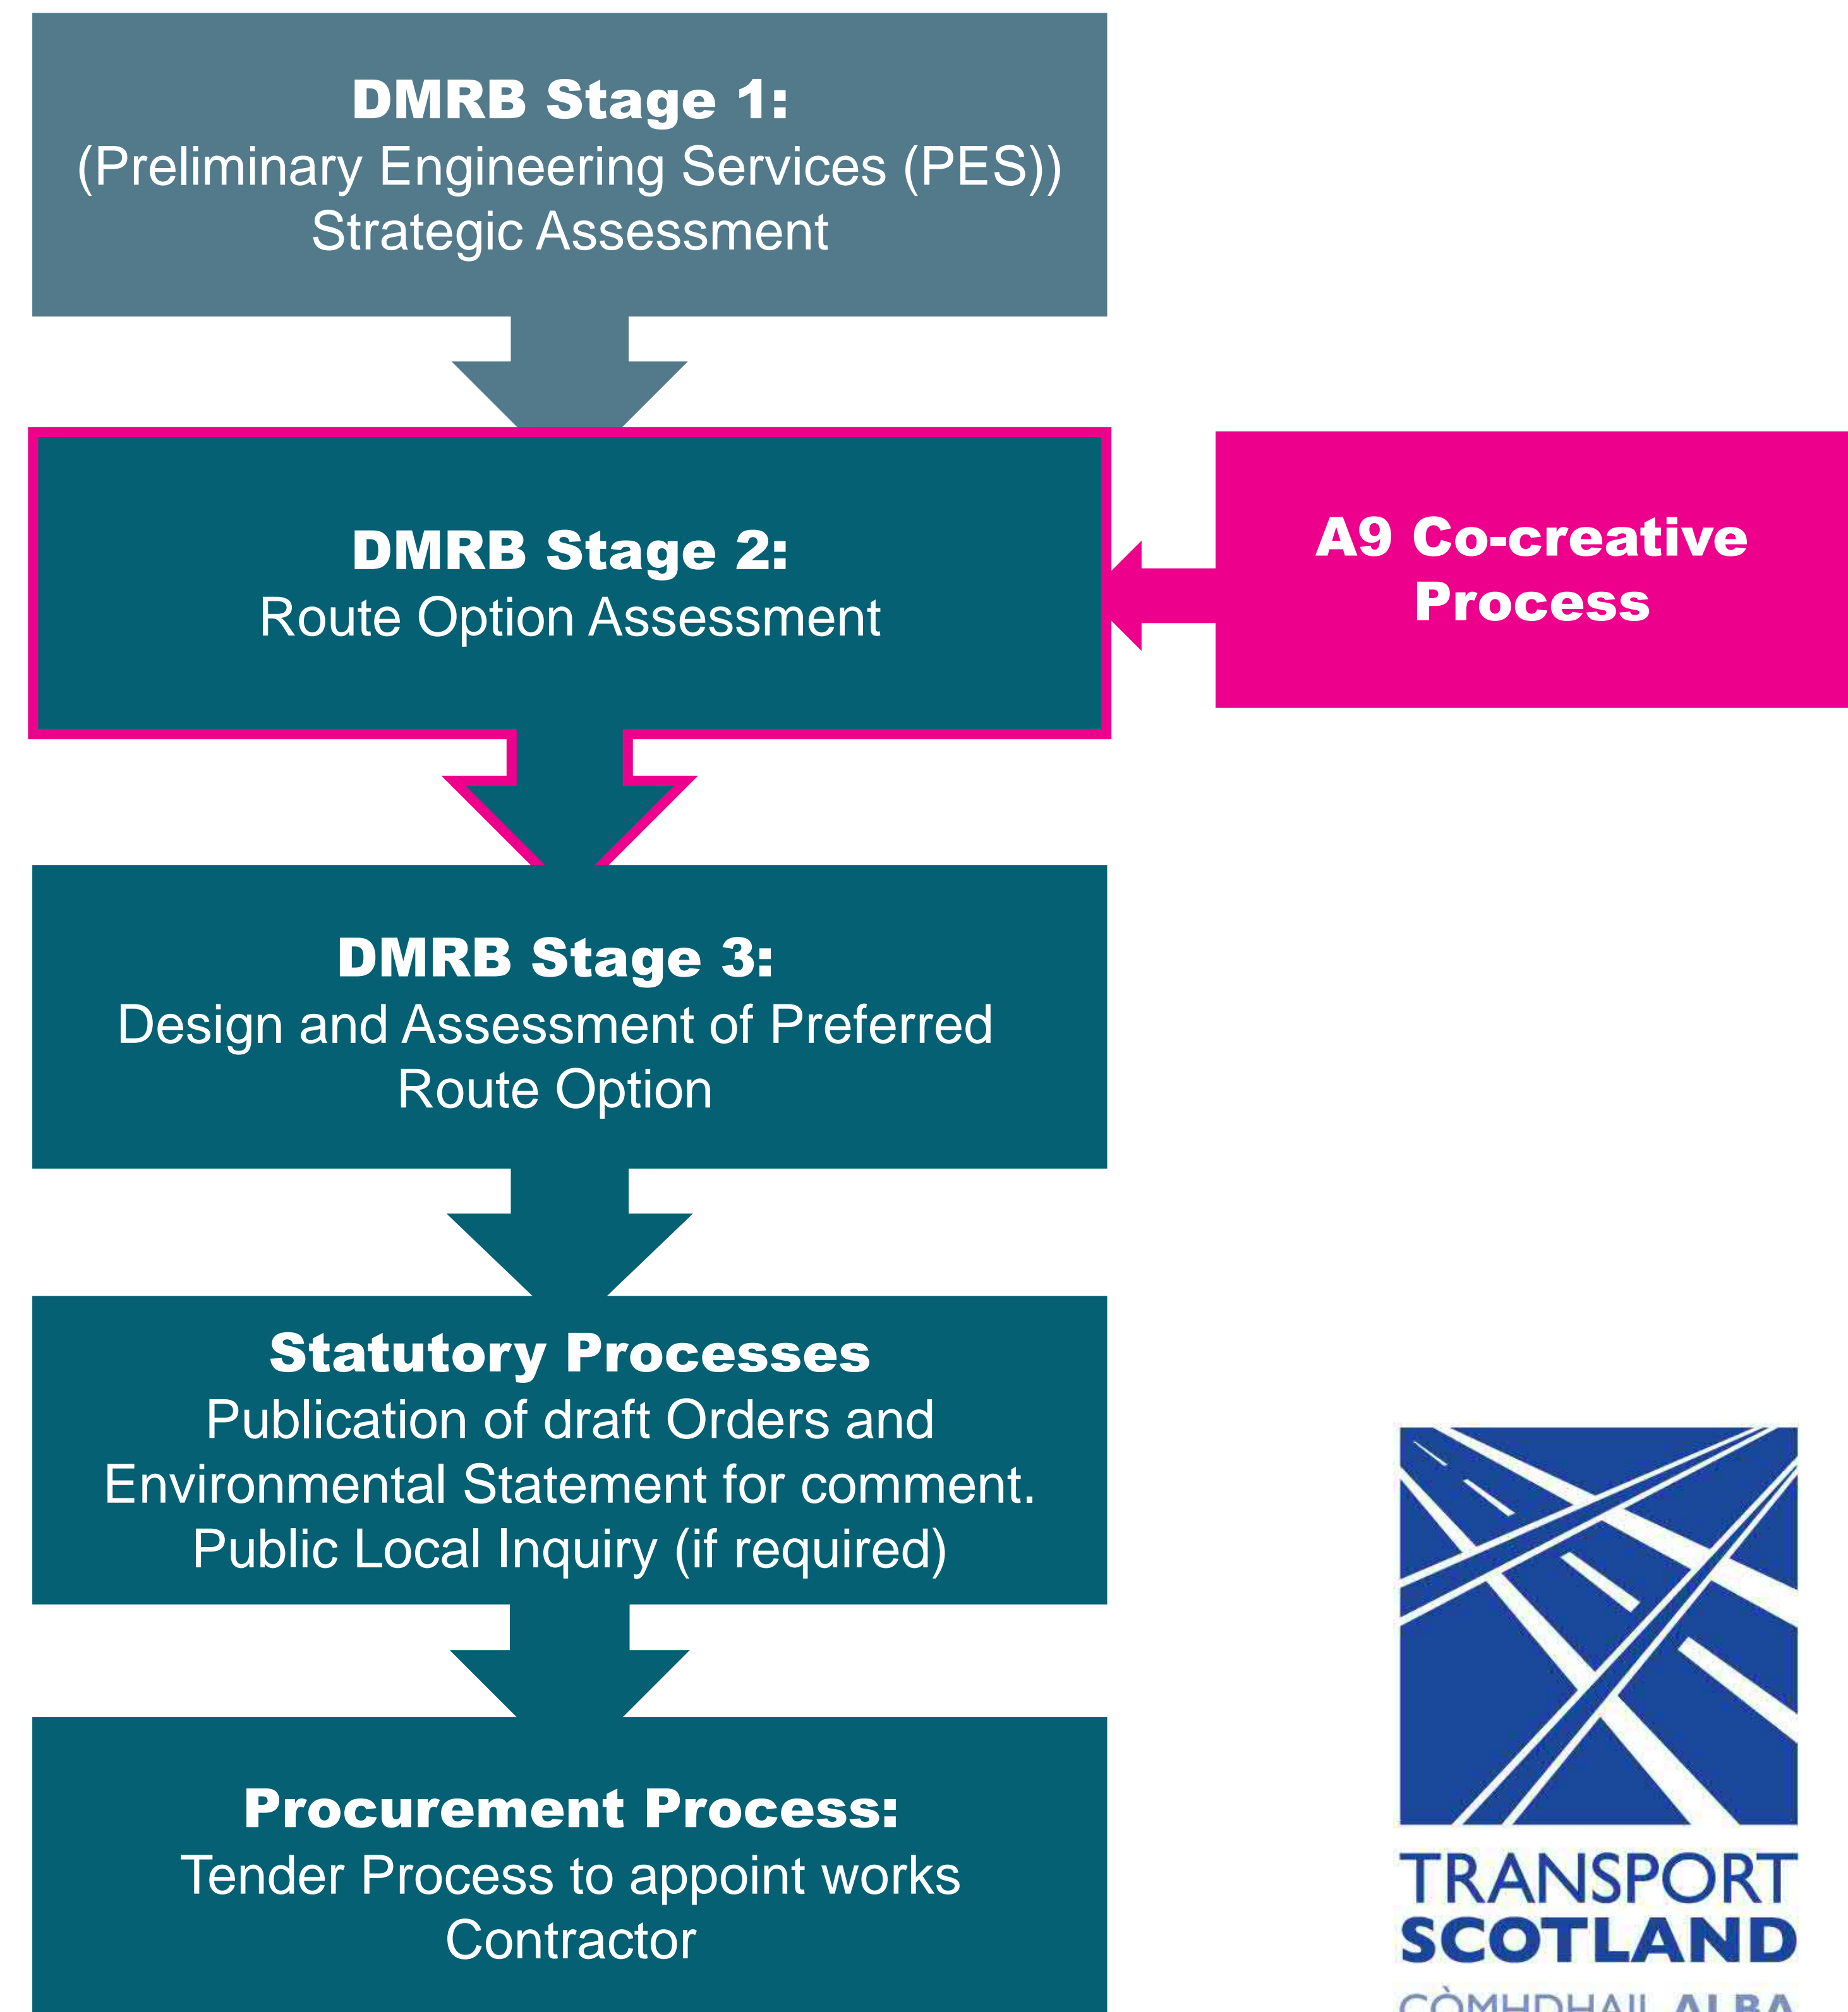 DMRB Stage 1:
(Preliminary Engineering Services (PES))
Strategic Assessment
DMRB Stage 2:
Route Option Assessment
A9 Co-creative
Process
DMRB Stage 3:
Design and Assessment of Preferred
Route Option
Statutory Processes
Publication of draft Orders and
Environmental Statement for comment.
Public Local Inquiry (if required)
Procurement Process:
Tender Process to appoint works
Contractor
TRANSPORT
SCOTLAND
CÒMHDHAIL ALBA